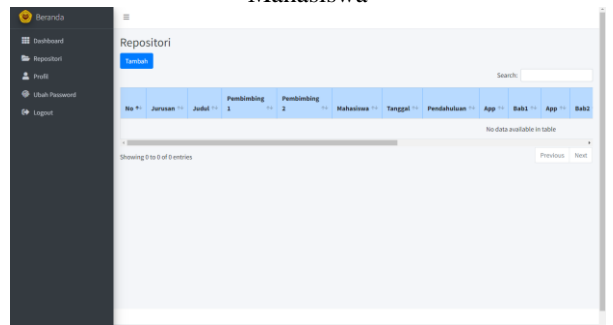 Mahasiswa
Beranda
Dashboard
Repositori
Profil
Ubah Password
Logout
Repositori
Tambah
Search:
No Jurusan Judul Pembimbing 1 Pembimbing 2 Mahasiswa Tanggal Pendahuluan App Bab1 App Bab2
No data available in table
Showing 0 to 0 of 0 entries
Previous Next